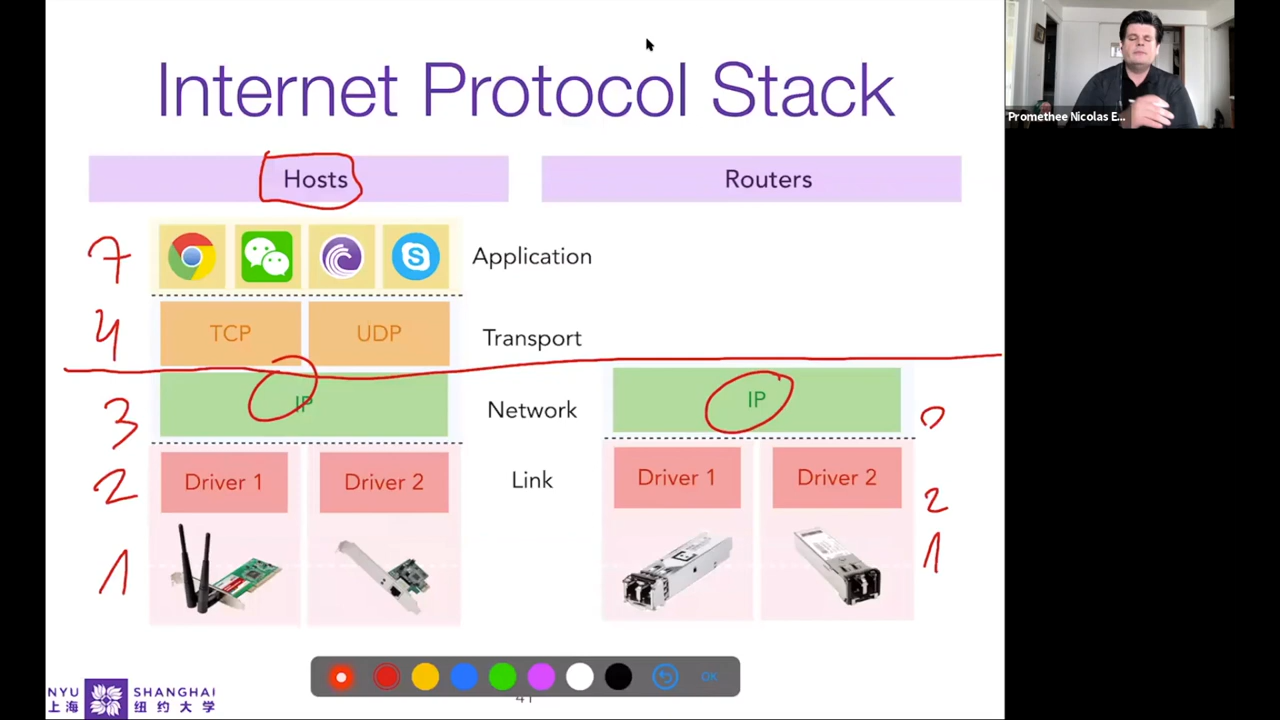 Internet Protocol Stack
Promethee Nicolas E...
Hosts
Routers
7
Application
4
TCP
UDP
Transport
3
IP
Network
IP
2
Driver 1
Driver 2
Link
Driver 1
Driver 2
2
1
1
OK
NYU SHANGHAI
上海 纽约大学